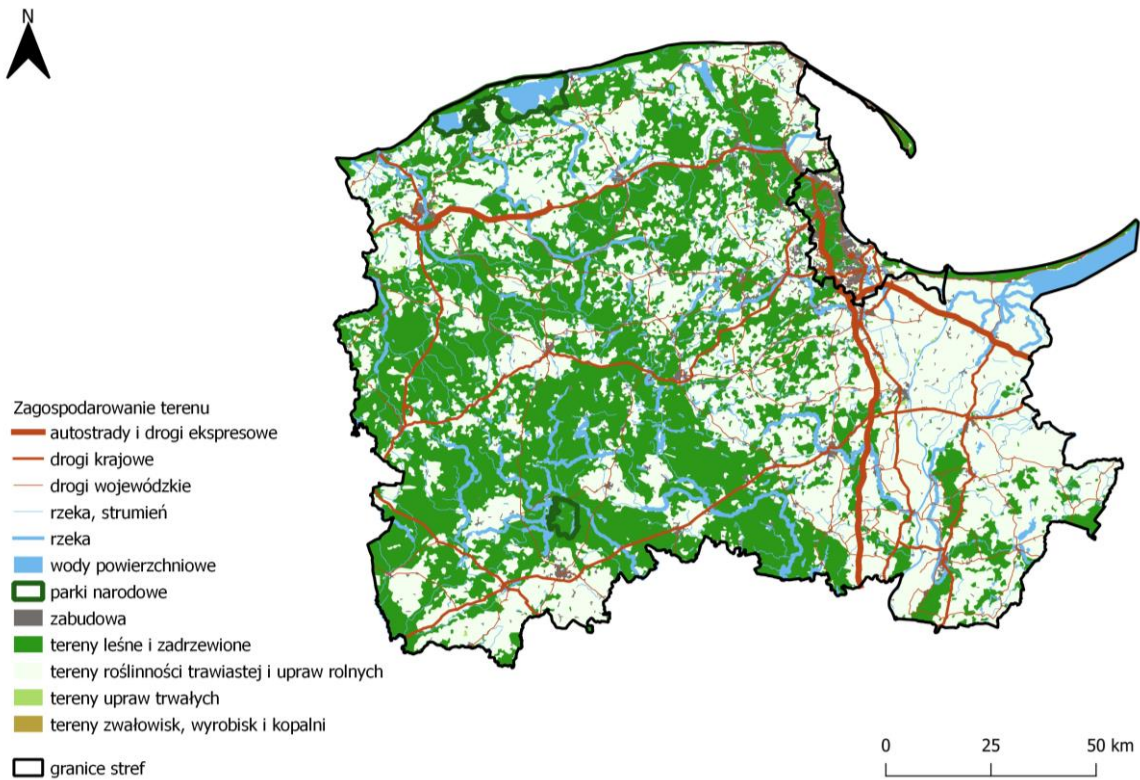 N
Zagospodarowanie terenu
autostrady i drogi ekspresowe
drogi krajowe
drogi wojewódzkie
rzeka, strumień
rzeka
wody powierzchniowe
parki narodowe
zabudowa
tereny leśne i zadrzewione
tereny roślinności trawiastej i upraw rolnych
tereny upraw trwałych
tereny zwałowisk, wyrobisk i kopalni
granice stref
0 25 50 km